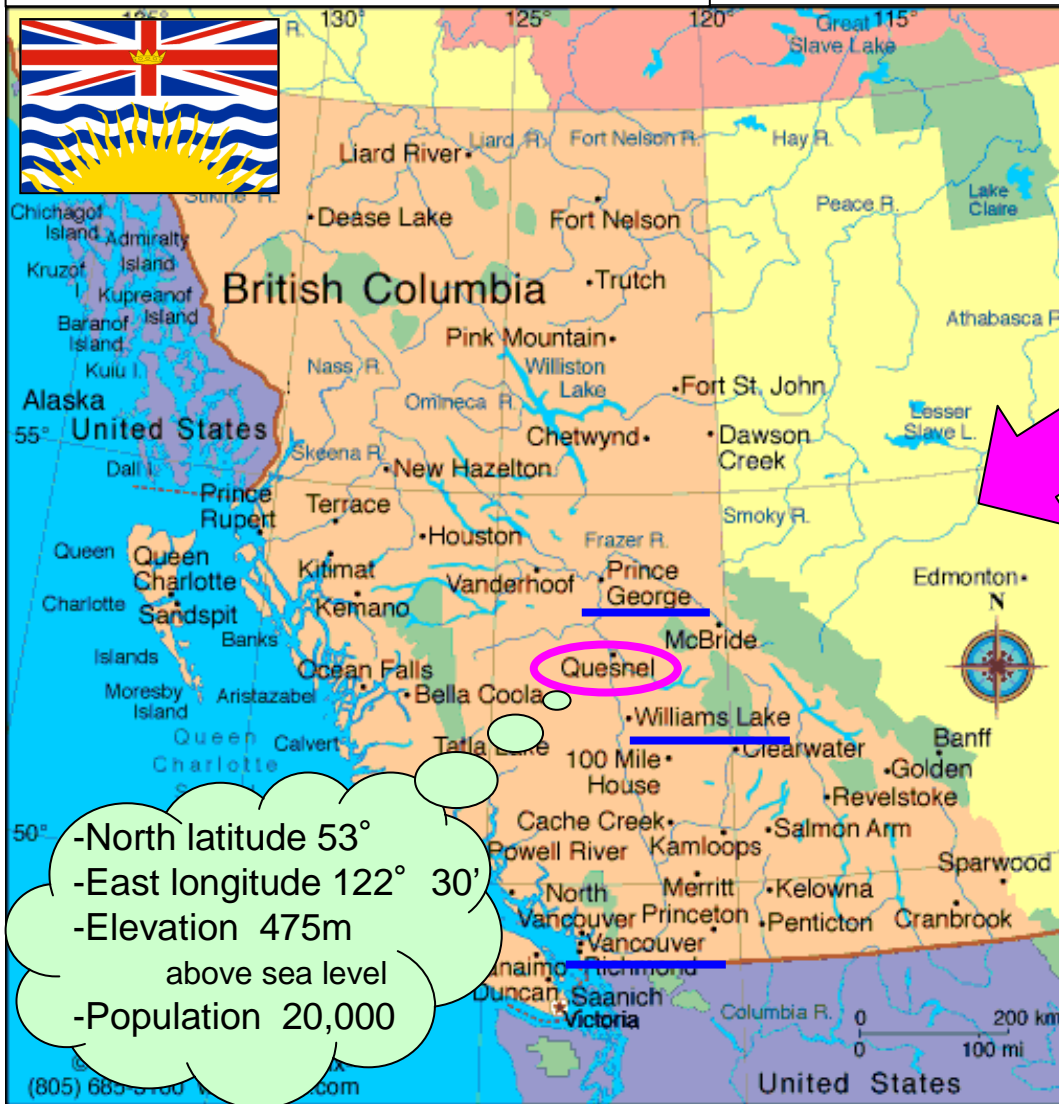 130°
125°
120°
115°
R.
Great
Slave Lake
Liard River
Liard R.
Fort Nelson R.
Hay R.
Stikine R.
Chichagof
Island
Dease Lake
Fort Nelson
Peace R.
Lake
Claire
Admiralty
Island
Kruzof
I.
Kupreanof
Island
British Columbia
Trutch
Baranof
Island
Pink Mountain
Athabasca R
Kuiu I.
Nass R.
Williston
Lake
Fort St. John
Alaska
Omineca R.
Lesser
Slave L.
55°
United States
Chetwynd
Dawson
Creek
Skeena R.
Dall I.
New Hazelton
Prince
Rupert
Terrace
Smoky R.
Houston
Frazer R.
Queen
Queen
Charlotte
Kitimat
Vanderhoof
Prince
George
Edmonton
N
Charlotte
Sandspit
Kemano
McBride
Banks
Islands
Ocean Falls
Quesnel
Moresby
Island
Aristazabel
Bella Coola
Williams Lake
Queen
Charlotte
Calvert
Tatla Lake
Clearwater
Banff
100 Mile
House
Golden
Revelstoke
50°
-North latitude 53°
-East longitude 122° 30’
-Elevation 475m
above sea level
-Population 20,000
Cache Creek
Salmon Arm
Powell River
Kamloops
Sparwood
North
Vancouver
Merritt
Kelowna
Princeton
Penticton
Cranbrook
Vancouver
Richmond
Duncan
Saanich
Victoria
Columbia R.
0
200 km
0
100 mi
United States
©
(805) 685-3100
.com